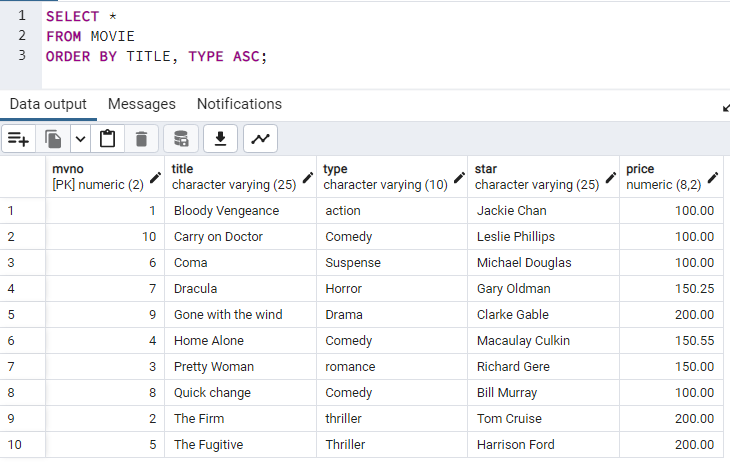 1 SELECT *
2 FROM MOVIE
3 ORDER BY TITLE, TYPE ASC;
Data output Messages Notifications
mvno title type star price
[PK] numeric (2) character varying (25) character varying (10) character varying (25) numeric (8,2)
1 1 Bloody Vengeance action Jackie Chan 100.00
2 10 Carry on Doctor Comedy Leslie Phillips 100.00
3 6 Coma Suspense Michael Douglas 100.00
4 7 Dracula Horror Gary Oldman 150.25
5 9 Gone with the wind Drama Clarke Gable 200.00
6 4 Home Alone Comedy Macaulay Culkin 150.55
7 3 Pretty Woman romance Richard Gere 150.00
8 8 Quick change Comedy Bill Murray 100.00
9 2 The Firm thriller Tom Cruise 200.00
10 5 The Fugitive Thriller Harrison Ford 200.00